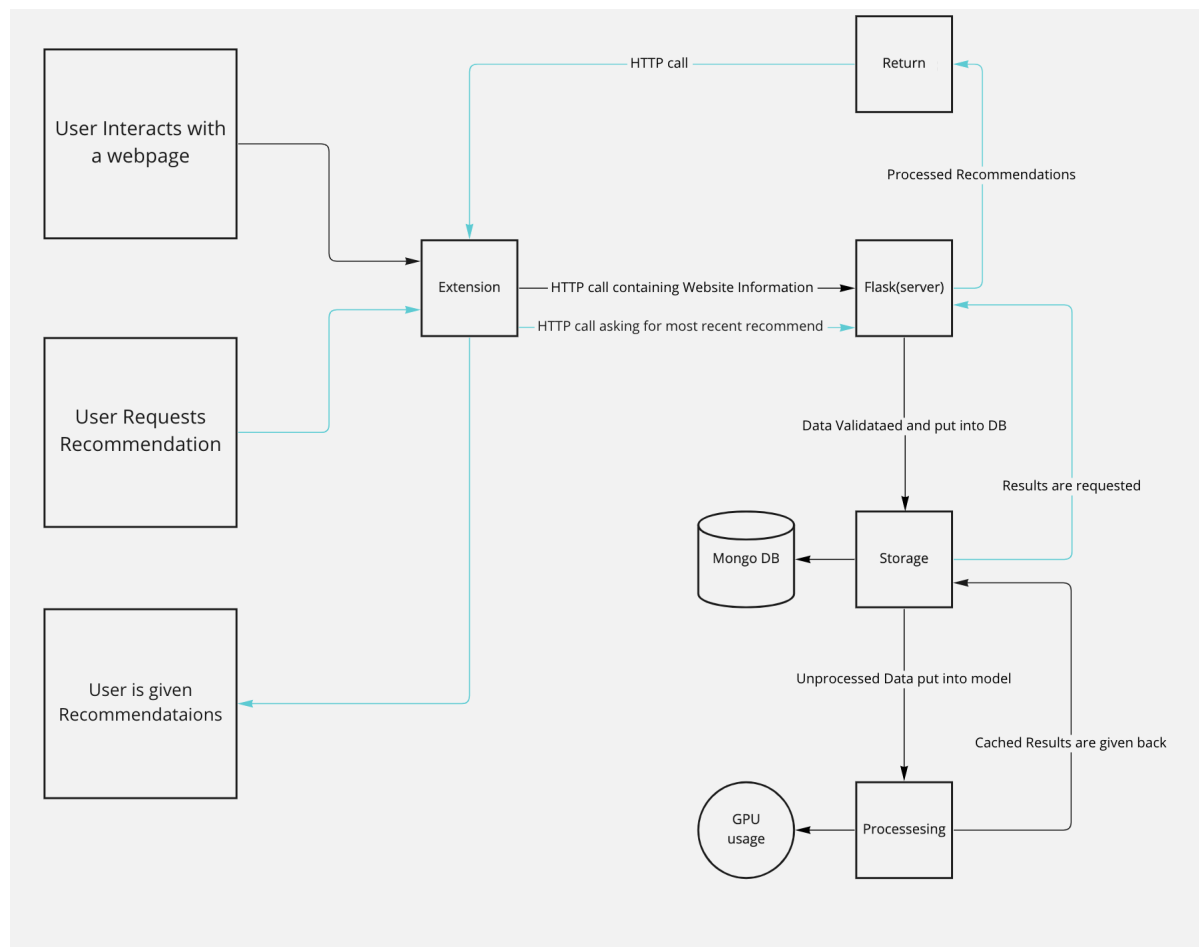 HTTP call
Return
User Interacts with
a webpage
Processed Recommendations
Extension
HTTP call containing Website Information
Flask(server)
HTTP call asking for most recent recommend
User Requests
Recommendation
Data Validataed and put into DB
Results are requested
Mongo DB
Storage
User is given
Recommendataions
Unprocessed Data put into model
Cached Results are given back
GPU
usage
Processesing